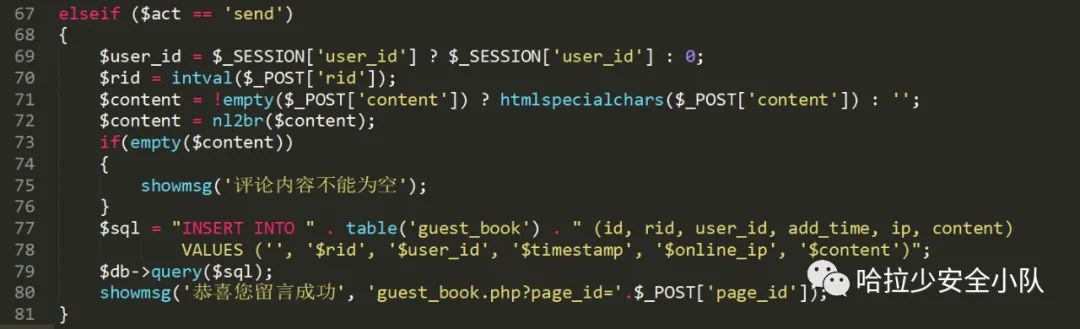 67 elseif ($act == 'send')
68 {
69     $user_id = $_SESSION['user_id'] ? $_SESSION['user_id'] : 0;
70     $rid = intval($_POST['rid']);
71     $content = !empty($_POST['content']) ? htmlspecialchars($_POST['content']) : '';
72     $content = nl2br($content);
73     if(empty($content))
74     {
75         showmsg('评论内容不能为空');
76     }
77     $sql = "INSERT INTO " . table('guest_book') . " (id, rid, user_id, add_time, ip, content)
78             VALUES ('', '$rid', '$user_id', '$timestamp', '$online_ip', '$content')";
79     $db->query($sql);
80     showmsg('恭喜您留言成功', 'guest_book.php?page_id='.$_POST['page_id']);
81 }
哈拉少安全小队